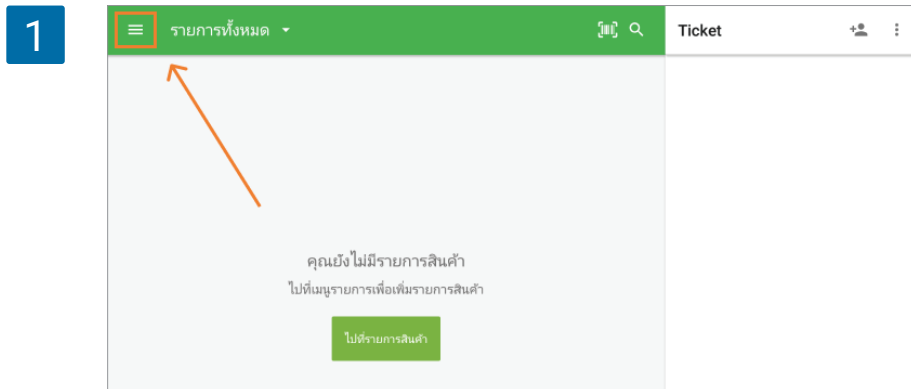 1
รายการทั้งหมด
Ticket
คุณยังไม่มีรายการสินค้า
ไปที่เมนูรายการเพื่อเพิ่มรายการสินค้า
ไปที่รายการสินค้า